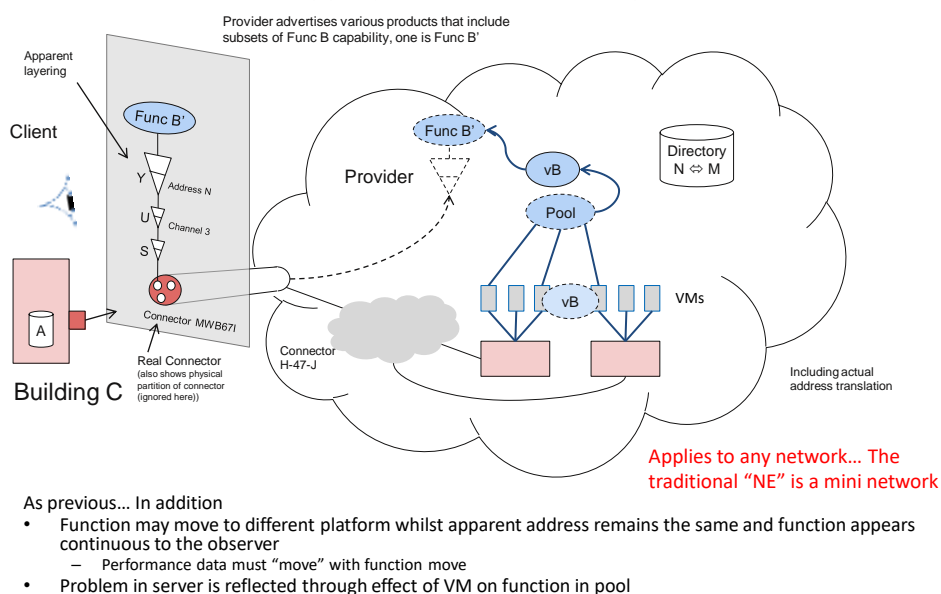 Provider advertises various products that include
subsets of Func B capability, one is Func B’
Apparent
layering
Client
Func B’
Y
Address N
U
Channel 3
S
Connector MWB67I
A
Building C
Real Connector
(also shows physical
partition of connector
(ignored here))
Provider
Func B’
vB
Pool
Directory
N ⇔ M
vB
VMs
Connector
H-47-J
Including actual
address translation
Applies to any network… The
traditional “NE” is a mini network
As previous… In addition
• Function may move to different platform whilst apparent address remains the same and function appears
continuous to the observer
– Performance data must “move” with function move
• Problem in server is reflected through effect of VM on function in pool